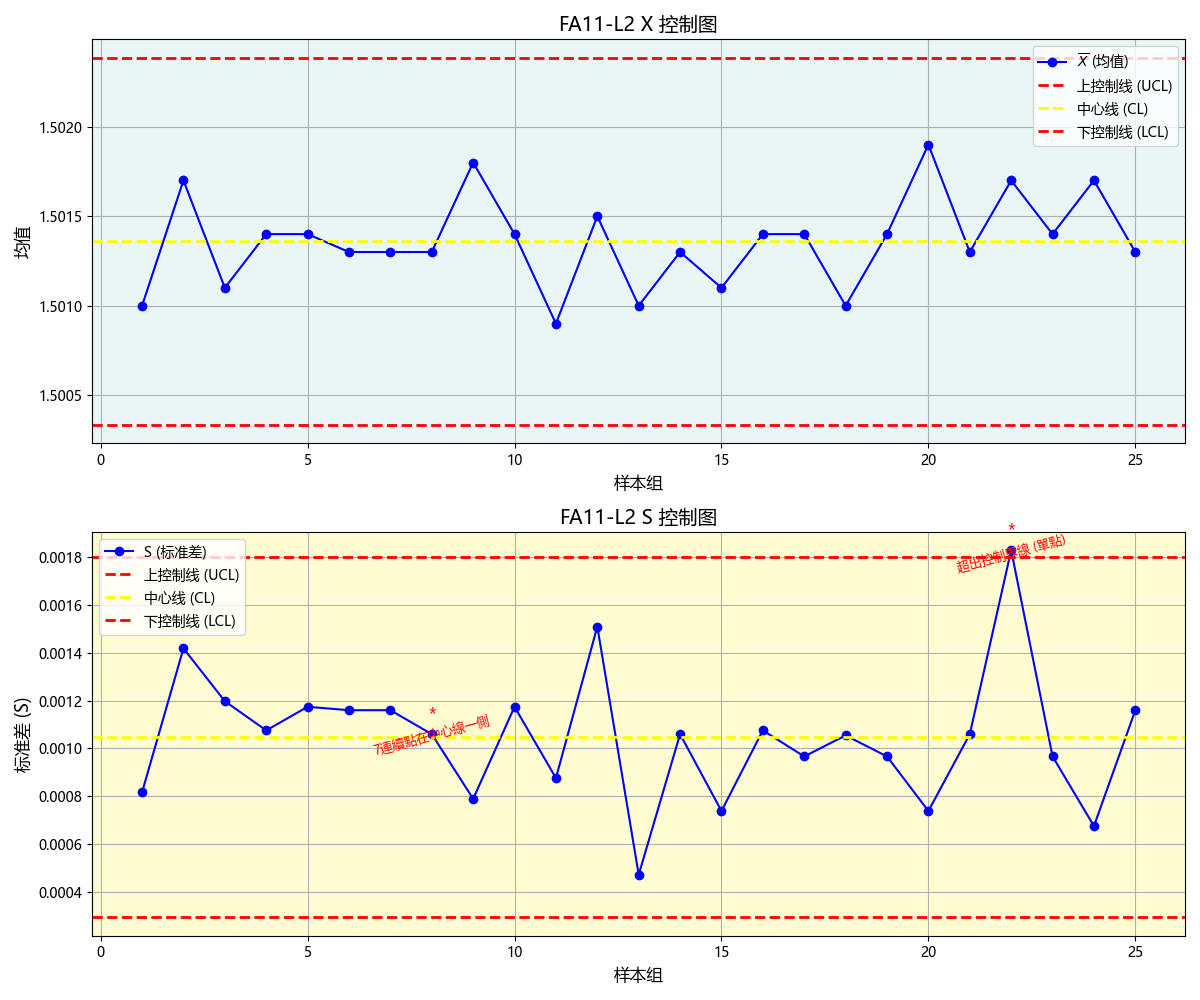 FA11-L2 X 控制图
X (均值)
上控制线 (UCL)
中心线 (CL)
下控制线 (LCL)
1.5020
1.5015
1.5010
1.5005
均值
0 5 10 15 20 25
样本组
FA11-L2 S 控制图
S (标准差)
上控制线 (UCL)
中心线 (CL)
下控制线 (LCL)
*
超出控制界線 (單點)
*
7連續點在中心線一側
0.0018
0.0016
0.0014
0.0012
0.0010
0.0008
0.0006
0.0004
标准差 (S)
0 5 10 15 20 25
样本组